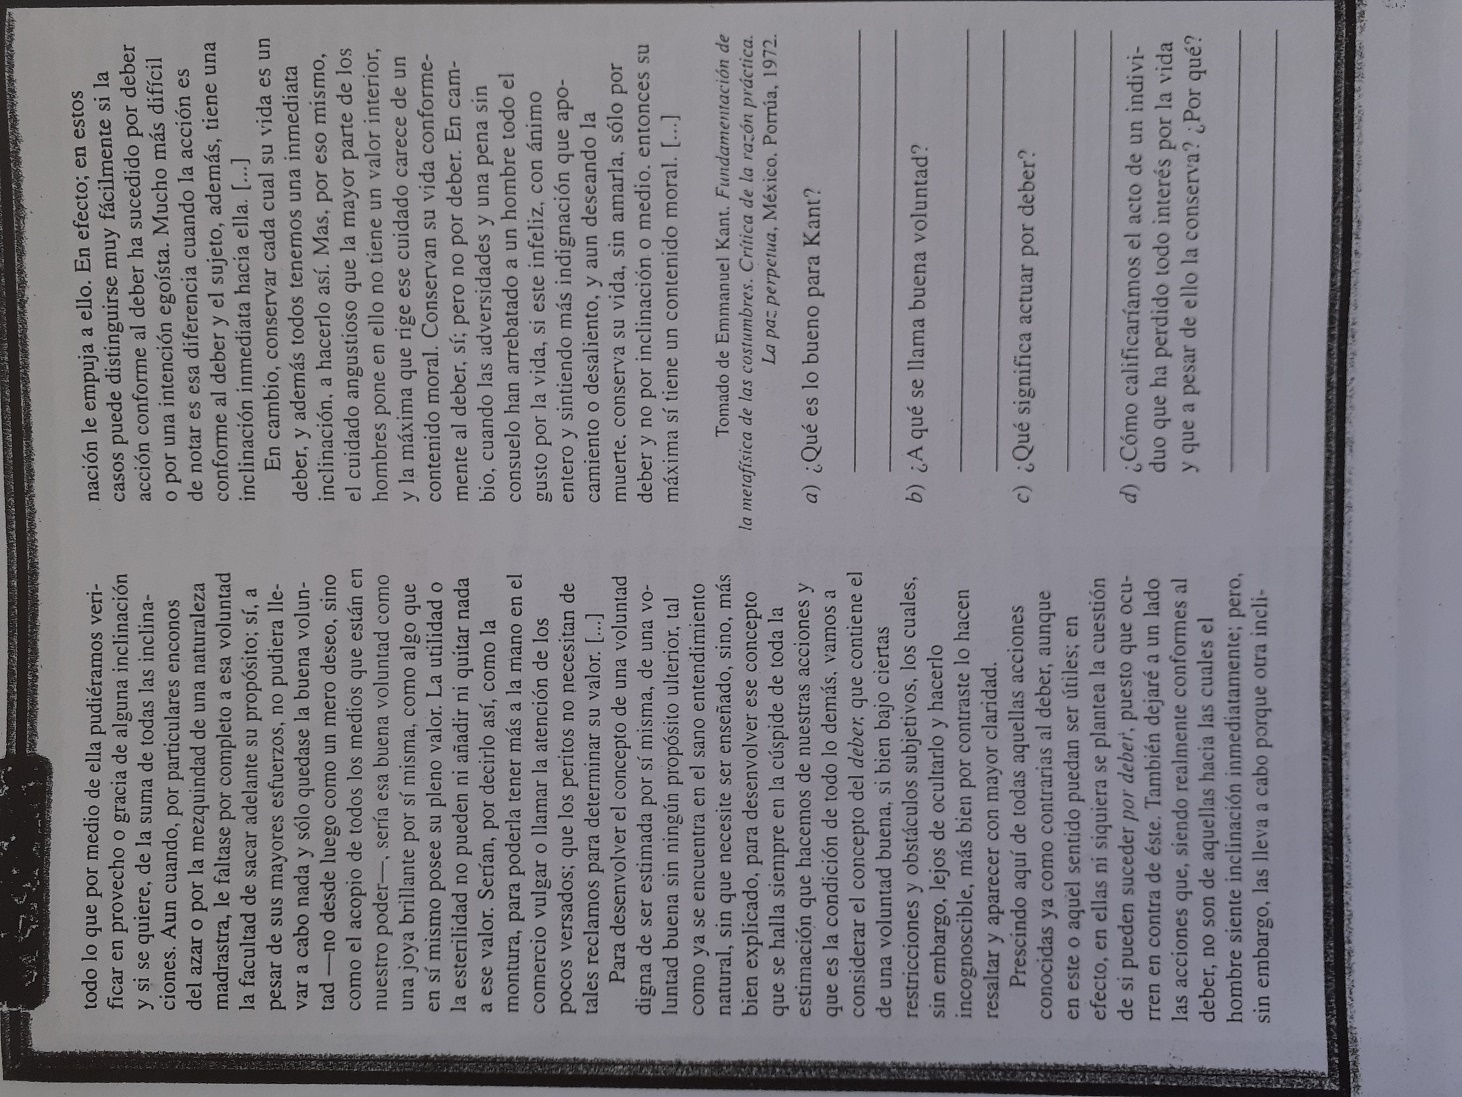 todo lo que por medio de ella pudiéramos veri-
ficar en provecho o gracia de alguna inclinación
y si se quiere, de la suma de todas las inclina-
ciones. Aun cuando, por particulares enconos
del azar o por la mezquindad de una naturaleza
madrastra, le faltase por completo a esa voluntad
la facultad de sacar adelante su propósito; sí, a
pesar de sus mayores esfuerzos, no pudiera lle-
var a cabo nada y sólo quedase la buena volun-
tad —no desde luego como un mero deseo, sino
como el acopio de todos los medios que están en
nuestro poder—, sería esa buena voluntad como
una joya brillante por sí misma, como algo que
en sí mismo posee su pleno valor. La utilidad o
la esterilidad no pueden ni añadir ni quitar nada
a ese valor. Serían, por decirlo así, como la
montura, para poderla tener más a la mano en el
comercio vulgar o llamar la atención de los
pocos versados; que los peritos no necesitan de
tales reclamos para determinar su valor. [...]
Para desenvolver el concepto de una voluntad
digna de ser estimada por sí misma, de una vo-
luntad buena sin ningún propósito ulterior, tal
como ya se encuentra en el sano entendimiento
natural, sin que necesite ser enseñado, sino, más
bien explicado, para desenvolver ese concepto
que se halla siempre en la cúspide de toda la
estimación que hacemos de nuestras acciones y
que es la condición de todo lo demás, vamos a
considerar el concepto del deber, que contiene el
de una voluntad buena, si bien bajo ciertas
restricciones y obstáculos subjetivos, los cuales,
sin embargo, lejos de ocultarlo y hacerlo
incognoscible, más bien por contraste lo hacen
resaltar y aparecer con mayor claridad.
Prescindo aquí de todas aquellas acciones
conocidas ya como contrarias al deber, aunque
en este o aquel sentido puedan ser útiles; en
efecto, en ellas ni siquiera se plantea la cuestión
de si pueden suceder por deber, puesto que ocu-
rren en contra de éste. También dejaré a un lado
las acciones que, siendo realmente conformes al
deber, no son de aquellas hacia las cuales el
hombre siente inclinación inmediatamente; pero,
sin embargo, las lleva a cabo porque otra incli-
nación le empuja a ello. En efecto; en estos
casos puede distinguirse muy fácilmente si la
acción conforme al deber ha sucedido por deber
o por una intención egoísta. Mucho más difícil
de notar es esa diferencia cuando la acción es
conforme al deber y el sujeto, además, tiene una
inclinación inmediata hacia ella. [...]
En cambio, conservar cada cual su vida es un
deber, y además todos tenemos una inmediata
inclinación, a hacerlo así. Mas, por eso mismo,
el cuidado angustioso que la mayor parte de los
hombres pone en ello no tiene un valor interior,
y la máxima que rige ese cuidado carece de un
contenido moral. Conservan su vida conforme-
mente al deber, sí; pero no por deber. En cam-
bio, cuando las adversidades y una pena sin
consuelo han arrebatado a un hombre todo el
gusto por la vida, si este infeliz, con ánimo
entero y sintiendo más indignación que apo-
camiento o desaliento, y aun deseando la
muerte, conserva su vida, sin amarla, sólo por
deber y no por inclinación o medio, entonces su
máxima sí tiene un contenido moral. [...]
Tomado de Emmanuel Kant. Fundamentación de
la metafísica de las costumbres. Crítica de la razón práctica.
La paz perpetua, México, Porrúa, 1972.
a) ¿Qué es lo bueno para Kant?
b) ¿A qué se llama buena voluntad?
c) ¿Qué significa actuar por deber?
d) ¿Cómo calificaríamos el acto de un indivi-
duo que ha perdido todo interés por la vida
y que a pesar de ello la conserva? ¿Por qué?